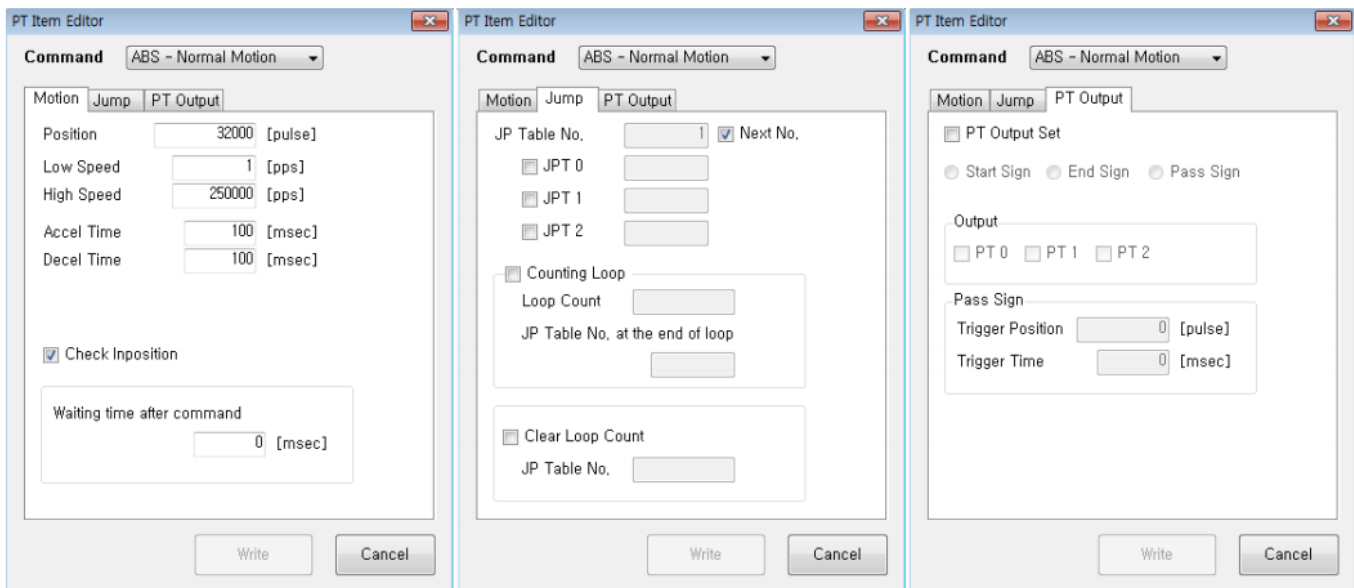 PT Item Editor
Command ABS - Normal Motion
Motion Jump PT Output
Position 32000 [pulse]
Low Speed 1 [pps]
High Speed 250000 [pps]
Accel Time 100 [msec]
Decel Time 100 [msec]
Check Inposition
Waiting time after command
0 [msec]
Write Cancel
PT Item Editor
Command ABS - Normal Motion
Motion Jump PT Output
JP Table No. 1 Next No.
JPT 0
JPT 1
JPT 2
Counting Loop
Loop Count
JP Table No. at the end of loop
Clear Loop Count
JP Table No.
Write Cancel
PT Item Editor
Command ABS - Normal Motion
Motion Jump PT Output
PT Output Set
Start Sign End Sign Pass Sign
Output
PT 0 PT 1 PT 2
Pass Sign
Trigger Position 0 [pulse]
Trigger Time 0 [msec]
Write Cancel